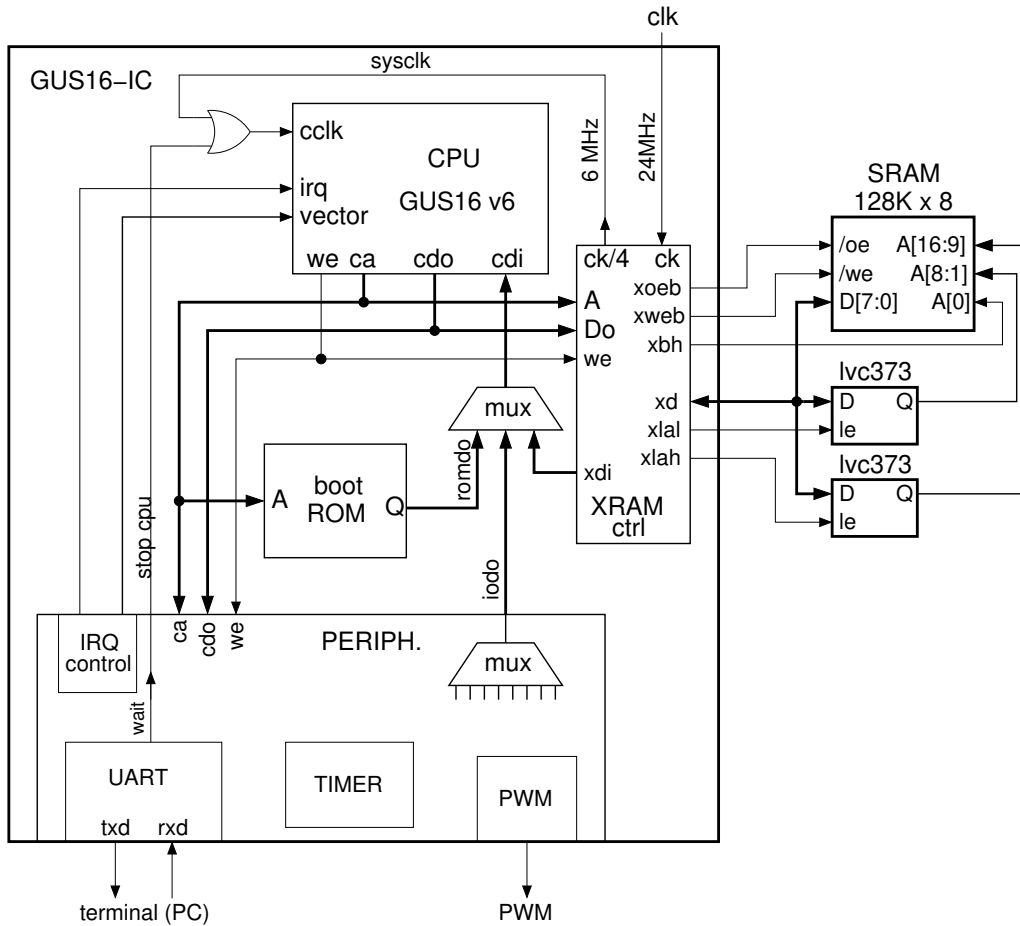 clk
GUS16–IC
sysclk
6 MHz
24MHz
cclk
CPU
GUS16 v6
irq
vector
we
ca
cdo
cdi
ck/4
ck
A
Do
we
xoeb
xweb
xbh
xd
xlal
xlah
xdi
XRAM
ctrl
SRAM
128K x 8
/oe
A[16:9]
/we
A[8:1]
D[7:0]
A[0]
lvc373
D
Q
le
lvc373
D
Q
le
mux
romdo
iodo
A
boot
ROM
Q
stop cpu
ca
cdo
we
IRQ
control
PERIPH.
mux
wait
UART
txd
rxd
TIMER
PWM
terminal (PC)
PWM